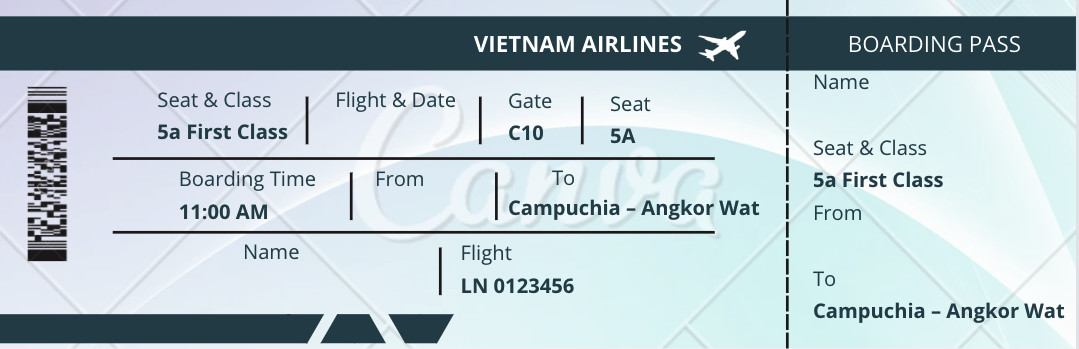 VIETNAM AIRLINES
BOARDING PASS
Seat & Class
5a First Class
Flight & Date
Gate
C10
Seat
5A
Boarding Time
11:00 AM
From
To
Campuchia – Angkor Wat
Name
Flight
LN 0123456
Name
Seat & Class
5a First Class
From
To
Campuchia – Angkor Wat
Canva